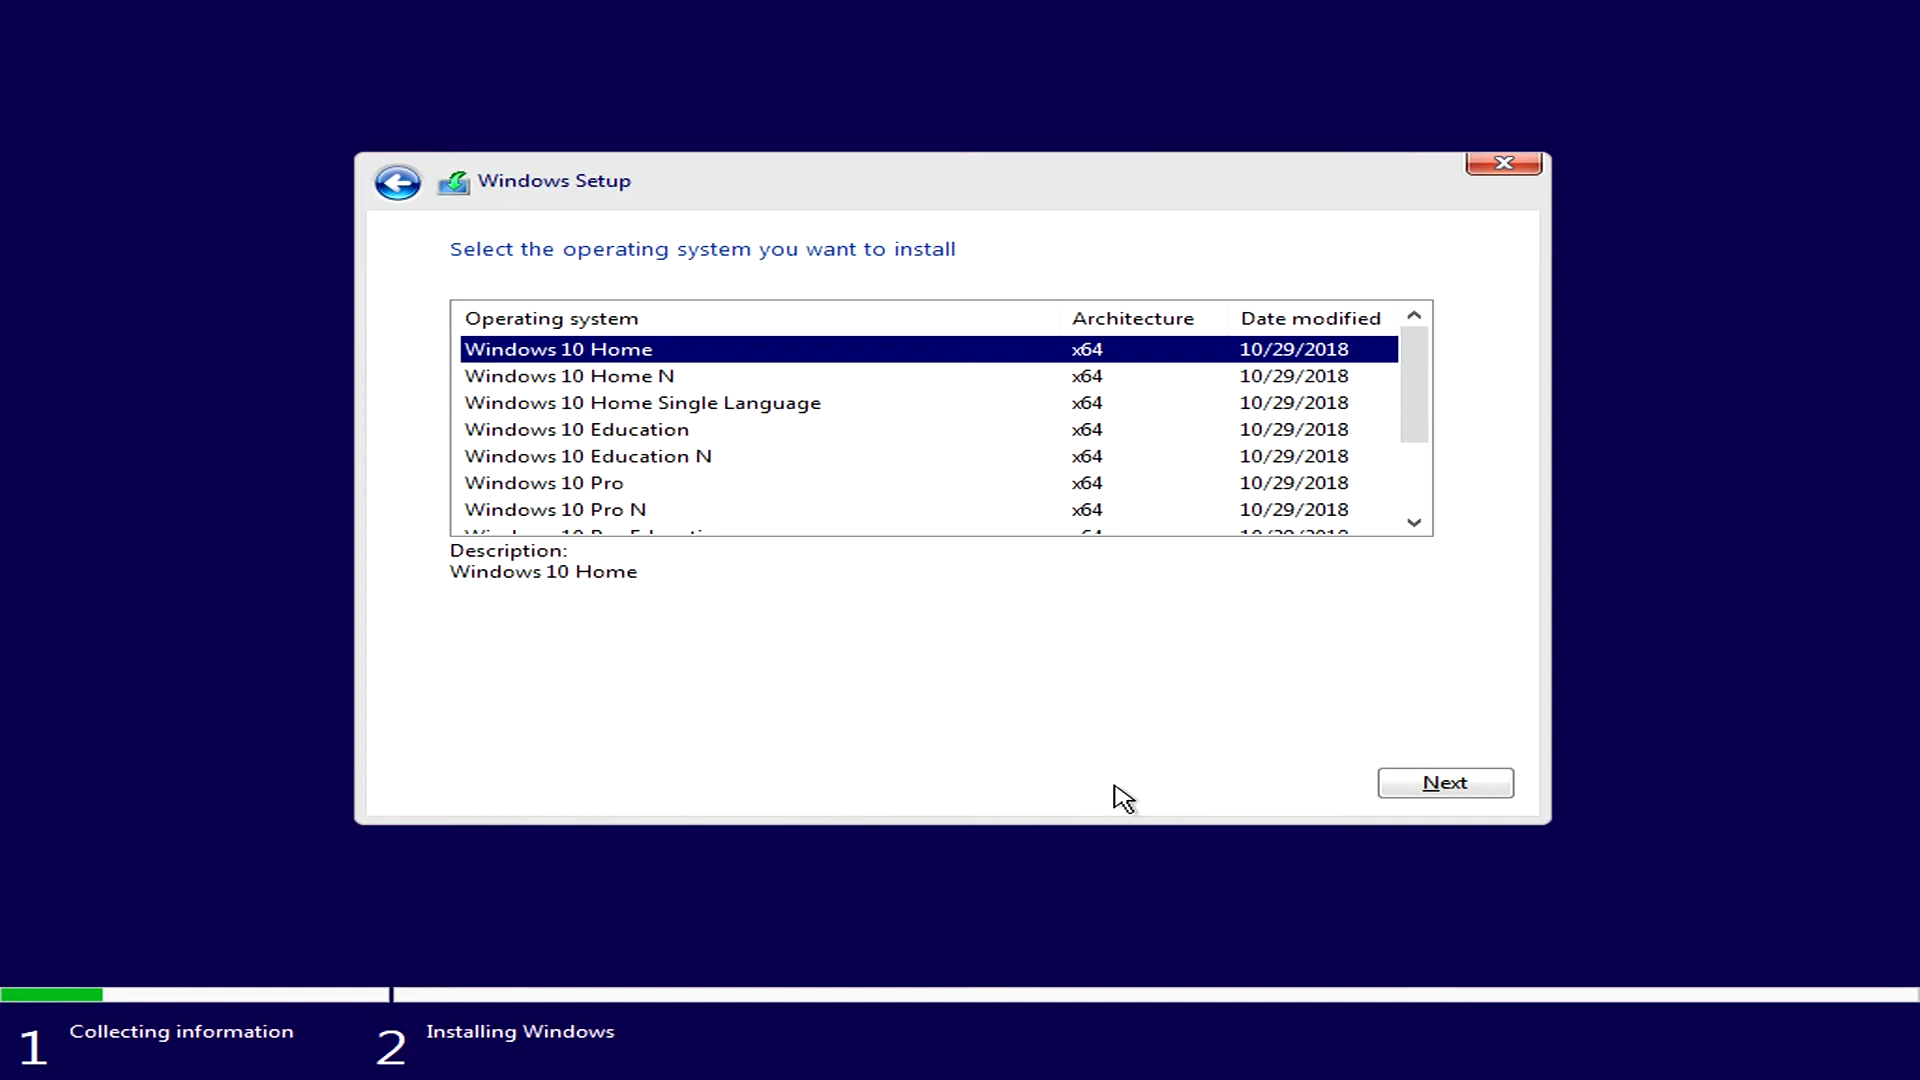 Windows Setup
Select the operating system you want to install
Operating system Architecture Date modified
Windows 10 Home x64 10/29/2018
Windows 10 Home N x64 10/29/2018
Windows 10 Home Single Language x64 10/29/2018
Windows 10 Education x64 10/29/2018
Windows 10 Education N x64 10/29/2018
Windows 10 Pro x64 10/29/2018
Windows 10 Pro N x64 10/29/2018
Description:
Windows 10 Home
Next
1 Collecting information
2 Installing Windows